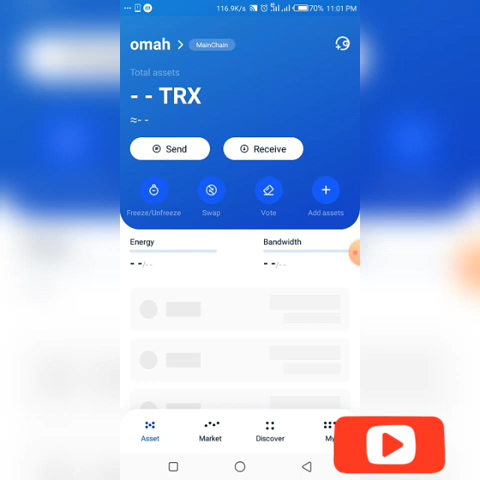 116.9K/s 70% 11:01 PM
omah MainChain
Total assets
- - TRX
≈- -
Send Receive
Freeze/Unfreeze Swap Vote Add assets
Energy Bandwidth
- -/- - - -/- -
Asset Market Discover My